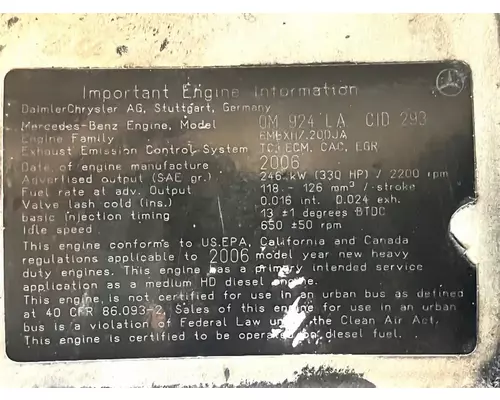 Important Engine Information
DaimlerChrysler AG, Stuttgart, Germany
Mercedes-Benz Engine, Model OM 924 LA CID 293
Engine Family
Exhaust Emission Control System TC, ECM, CAC, EGR
Date of engine manufacture 2006
Advertised output (SAE gr.) 246 kW (330 HP) / 2200 rpm
Fuel rate at adv. Output 118 - 126 mm³ / stroke
Valve lash cold (ins.) 0.016 int. 0.024 exh.
basic injection timing 13 ±1 degrees BTDC
Idle speed 650 ±50 rpm
This engine conforms to US.EPA, California and Canada
regulations applicable to 2006 model year new heavy
duty engines. This engine has a primary intended service
application as a medium HD diesel engine.
This engine is not certified for use in an urban bus as defined
at 40 CFR 86.093-2. Sales of this engine for use in an urban
bus is a violation of Federal Law under the Clean Air Act.
This engine is certified to be operated on diesel fuel.